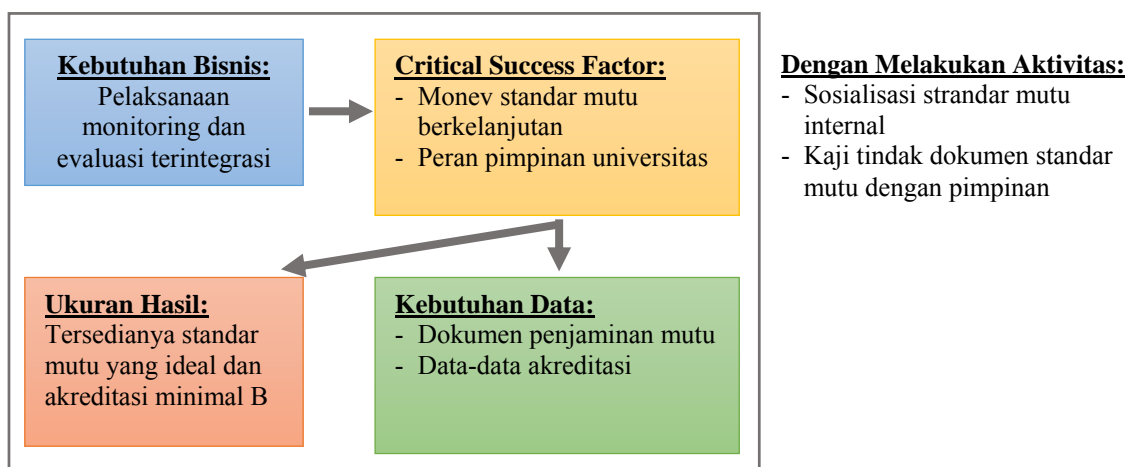 Kebutuhan Bisnis:
Pelaksanaan
monitoring dan
evaluasi terintegrasi
Critical Success Factor:
- Monev standar mutu
berkelanjutan
- Peran pimpinan universitas
Dengan Melakukan Aktivitas:
- Sosialisasi strandar mutu
internal
- Kaji tindak dokumen standar
mutu dengan pimpinan
Ukuran Hasil:
Tersedianya standar
mutu yang ideal dan
akreditasi minimal B
Kebutuhan Data:
- Dokumen penjaminan mutu
- Data-data akreditasi